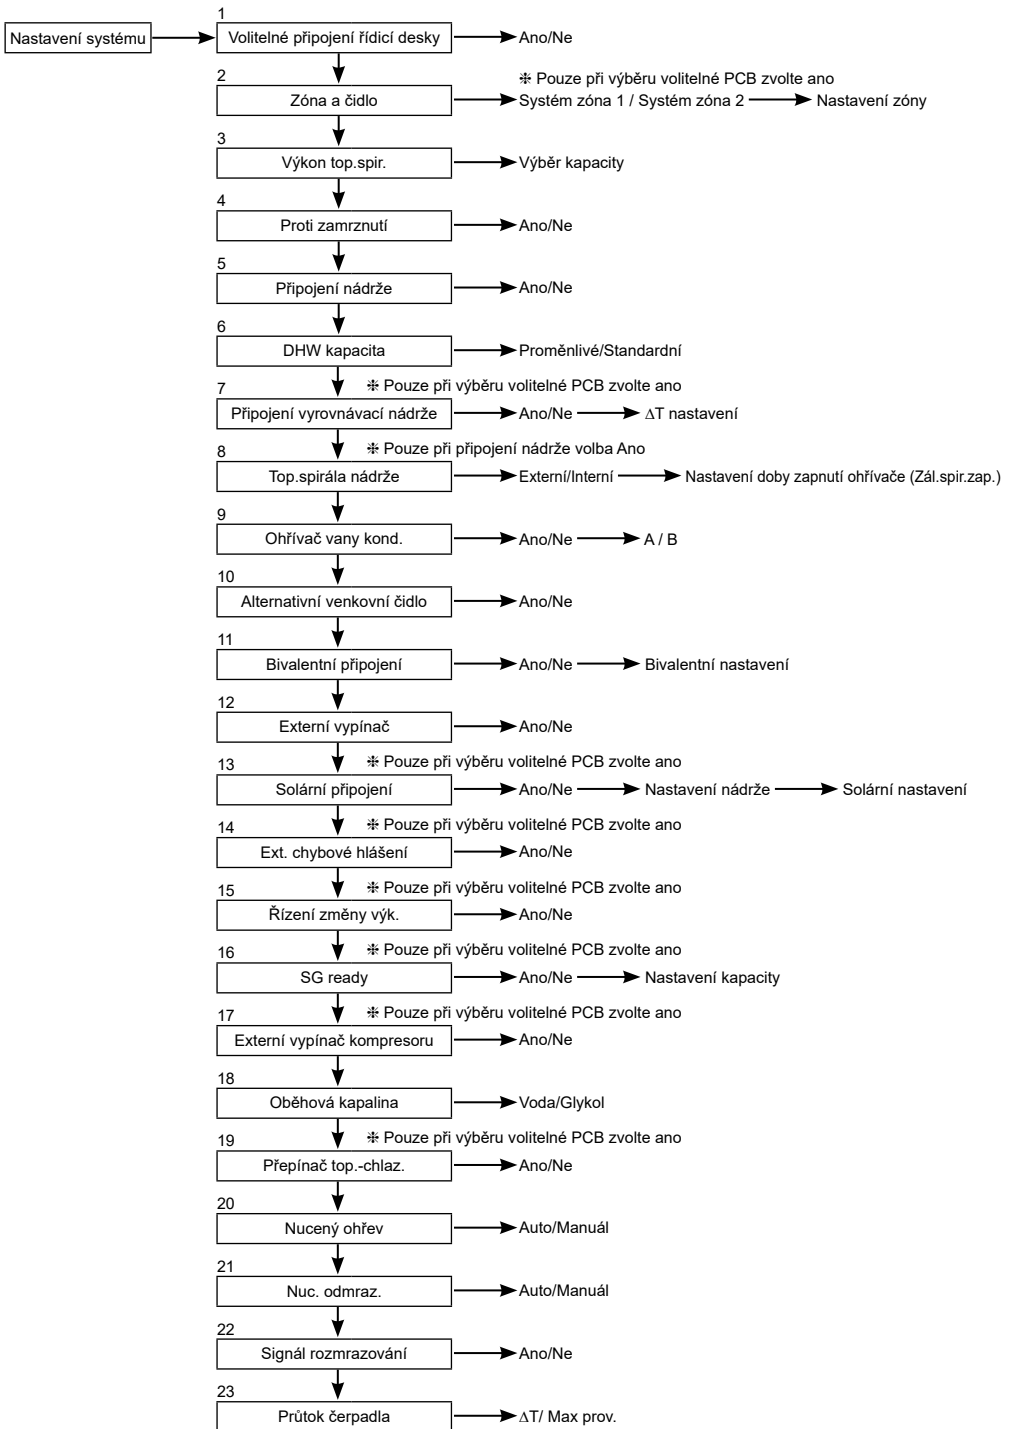 1
Nastavení systému Volitelné připojení řídicí desky Ano/Ne
2 ⁜ Pouze při výběru volitelné PCB zvolte ano
Zóna a čidlo Systém zóna 1 / Systém zóna 2 Nastavení zóny
3
Výkon top.spir. Výběr kapacity
4
Proti zamrznutí Ano/Ne
5
Připojení nádrže Ano/Ne
6
DHW kapacita Proměnlivé/Standardní
7 ⁜ Pouze při výběru volitelné PCB zvolte ano
Připojení vyrovnávací nádrže Ano/Ne ΔT nastavení
8 ⁜ Pouze při připojení nádrže volba Ano
Top.spirála nádrže Externí/Interní Nastavení doby zapnutí ohřívače (Zál.spir.zap.)
9
Ohřívač vany kond. Ano/Ne A / B
10
Alternativní venkovní čidlo Ano/Ne
11
Bivalentní připojení Ano/Ne Bivalentní nastavení
12
Externí vypínač Ano/Ne
13 ⁜ Pouze při výběru volitelné PCB zvolte ano
Solární připojení Ano/Ne Nastavení nádrže Solární nastavení
14 ⁜ Pouze při výběru volitelné PCB zvolte ano
Ext. chybové hlášení Ano/Ne
15 ⁜ Pouze při výběru volitelné PCB zvolte ano
Řízení změny výk. Ano/Ne
16 ⁜ Pouze při výběru volitelné PCB zvolte ano
SG ready Ano/Ne Nastavení kapacity
17 ⁜ Pouze při výběru volitelné PCB zvolte ano
Externí vypínač kompresoru Ano/Ne
18
Oběhová kapalina Voda/Glykol
19 ⁜ Pouze při výběru volitelné PCB zvolte ano
Přepínač top.-chlaz. Ano/Ne
20
Nucený ohřev Auto/Manuál
21
Nuc. odmraz. Auto/Manuál
22
Signál rozmrazování Ano/Ne
23
Průtok čerpadla ΔT/ Max prov.